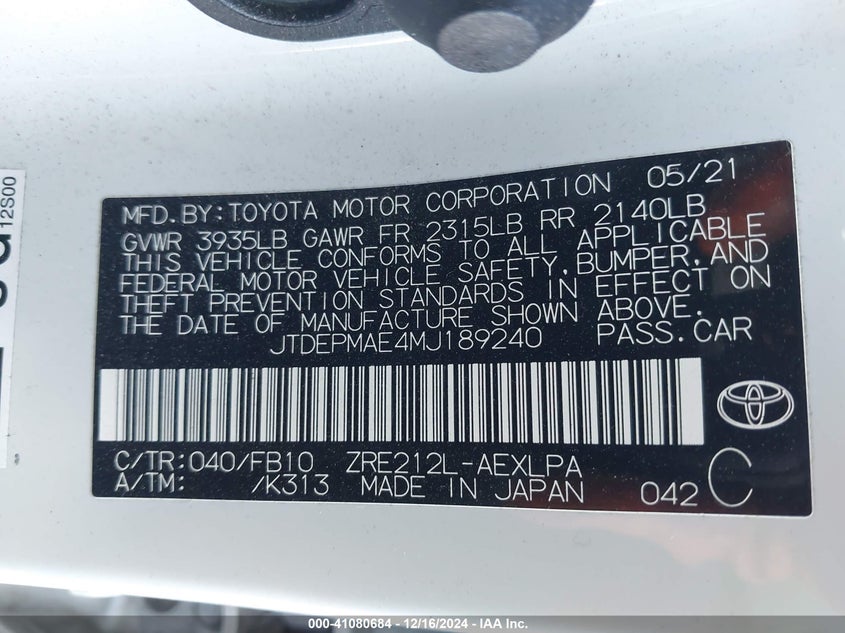 12S00
MFD.BY:TOYOTA MOTOR CORPORATION 05/21
GVWR 3935LB GAWR FR 2315LB RR 2140LB
THIS VEHICLE CONFORMS TO ALL APPLICABLE
FEDERAL MOTOR VEHICLE SAFETY,BUMPER,AND
THEFT PREVENTION STANDARDS IN EFFECT ON
THE DATE OF MANUFACTURE SHOWN ABOVE.
JTDEPMAE4MJ189240 PASS.CAR
C/TR:040/FB10 ZRE212L-AEXLPA
A/TM: /K313 MADE IN JAPAN 042 C
000-41080684 - 12/16/2024 - IAA, Inc.